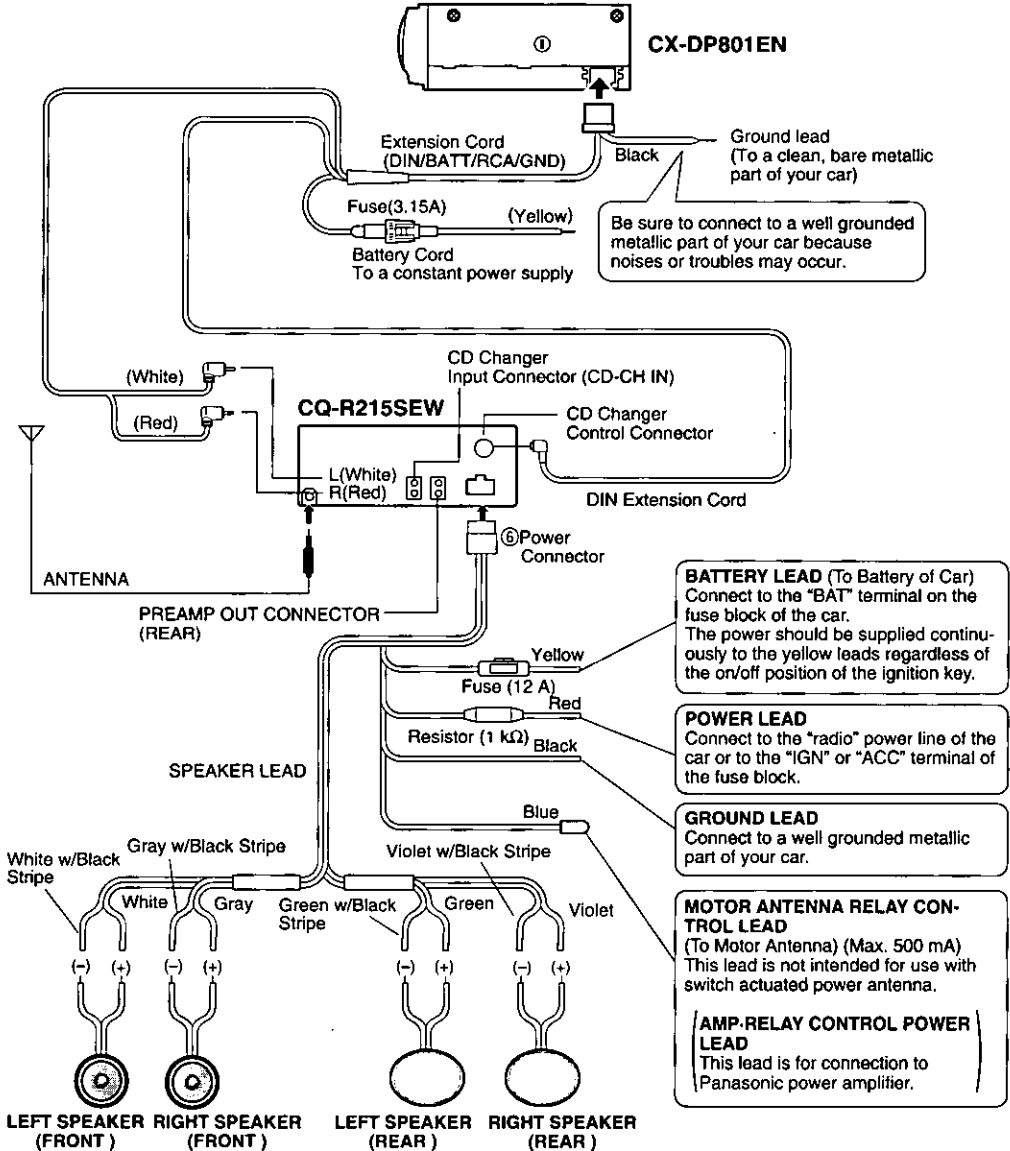 CX-DP801EN
Extension Cord
(DIN/BATT/RCA/GND)
Black
Ground lead
(To a clean, bare metallic
part of your car)
Fuse(3.15A)
(Yellow)
Battery Cord
To a constant power supply
Be sure to connect to a well grounded
metallic part of your car because
noises or troubles may occur.
CD Changer
Input Connector (CD-CH IN)
(White)
(Red)
CQ-R215SEW
CD Changer
Control Connector
L(White)
R(Red)
DIN Extension Cord
⑥Power
Connector
ANTENNA
PREAMP OUT CONNECTOR
(REAR)
BATTERY LEAD (To Battery of Car)
Connect to the "BAT" terminal on the
fuse block of the car.
The power should be supplied continu-
ously to the yellow leads regardless of
the on/off position of the ignition key.
Yellow
Fuse (12 A)
Red
Resistor (1 kΩ)
Black
POWER LEAD
Connect to the "radio" power line of the
car or to the "IGN" or "ACC" terminal of
the fuse block.
SPEAKER LEAD
Blue
GROUND LEAD
Connect to a well grounded metallic
part of your car.
White w/Black
Stripe
Gray w/Black Stripe
Violet w/Black Stripe
White
Gray
Green w/Black
Stripe
Green
Violet
MOTOR ANTENNA RELAY CON-
TROL LEAD
(To Motor Antenna) (Max. 500 mA)
This lead is not intended for use with
switch actuated power antenna.
AMP·RELAY CONTROL POWER
LEAD
This lead is for connection to
Panasonic power amplifier.
(−) (+) (−) (+) (−) (+) (−) (+)
LEFT SPEAKER
(FRONT )
RIGHT SPEAKER
(FRONT )
LEFT SPEAKER
(REAR )
RIGHT SPEAKER
(REAR )